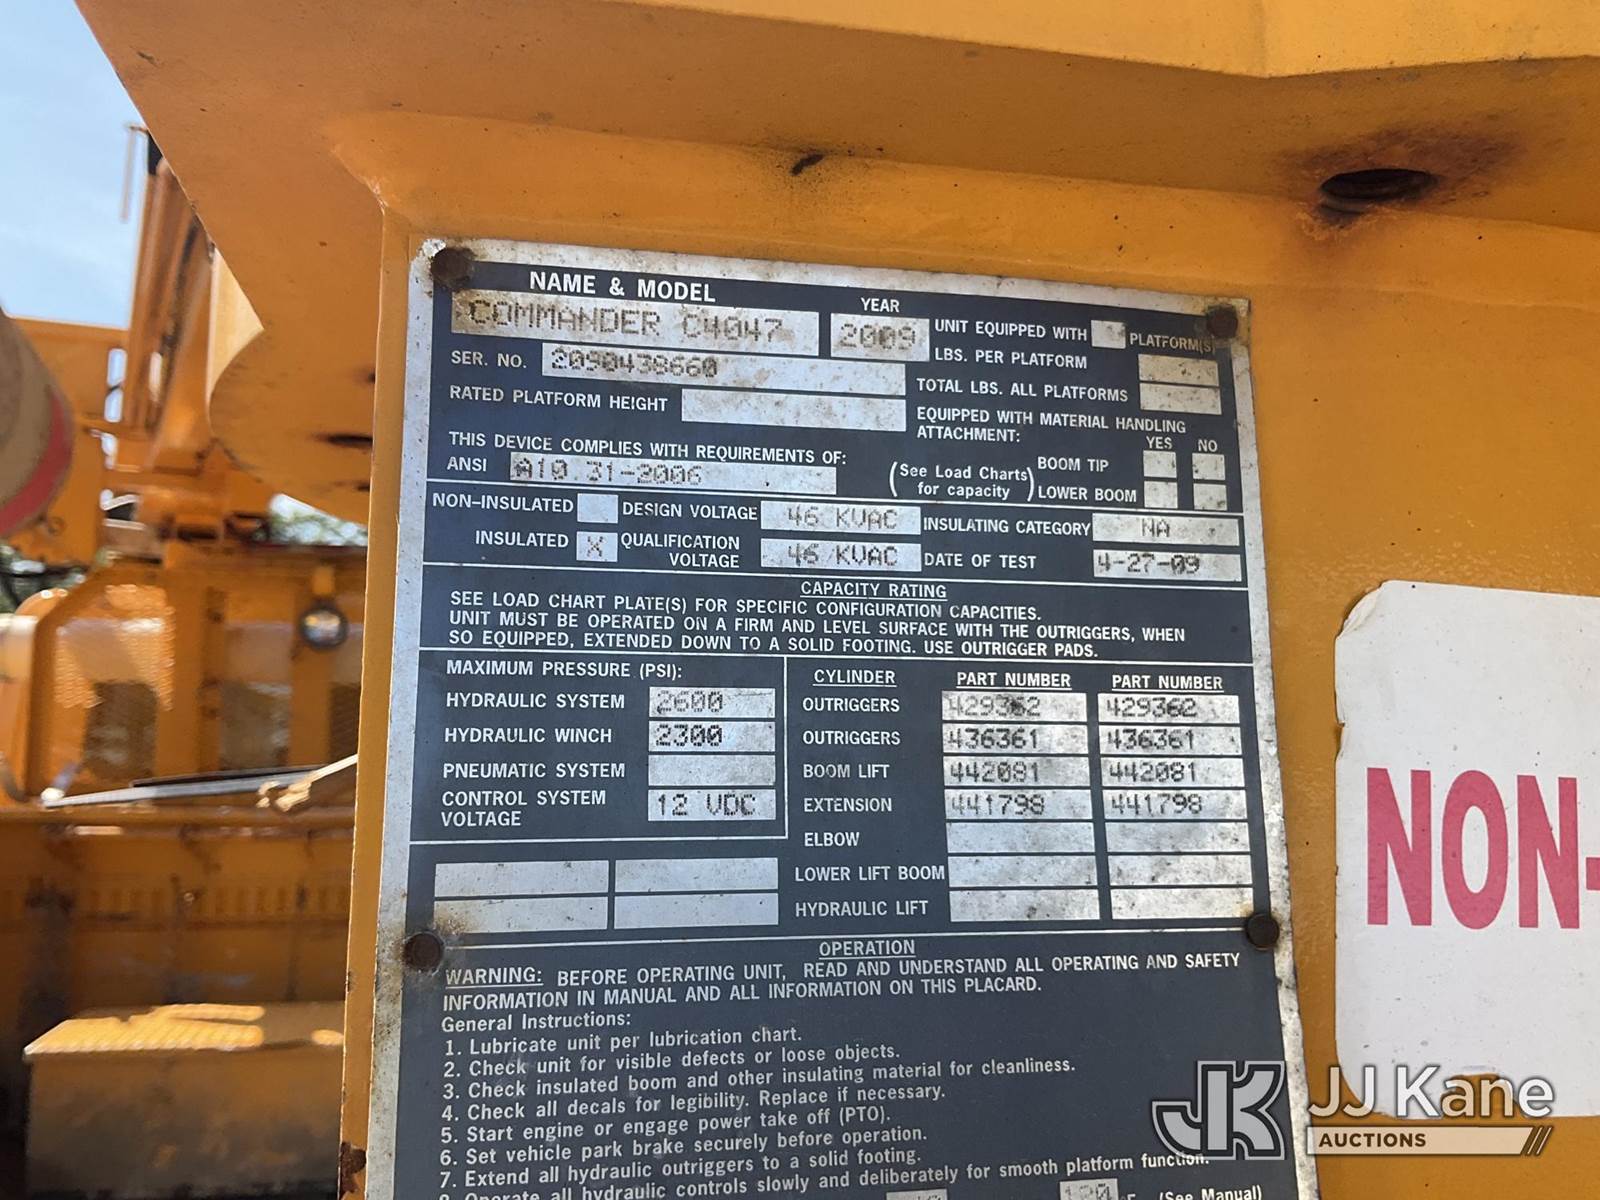 NAME & MODEL
COMMANDER C4047
YEAR
2009
UNIT EQUIPPED WITH PLATFORM(S)
LBS. PER PLATFORM
SER. NO. 2090438660
TOTAL LBS. ALL PLATFORMS
RATED PLATFORM HEIGHT
EQUIPPED WITH MATERIAL HANDLING
ATTACHMENT:
YES NO
THIS DEVICE COMPLIES WITH REQUIREMENTS OF:
ANSI A10.31-2006
(See Load Charts
for capacity)
BOOM TIP
LOWER BOOM
NON-INSULATED
DESIGN VOLTAGE 46 KVAC
INSULATING CATEGORY NA
INSULATED X
QUALIFICATION
VOLTAGE 46 KVAC
DATE OF TEST 4-27-09
CAPACITY RATING
SEE LOAD CHART PLATE(S) FOR SPECIFIC CONFIGURATION CAPACITIES.
UNIT MUST BE OPERATED ON A FIRM AND LEVEL SURFACE WITH THE OUTRIGGERS, WHEN
SO EQUIPPED, EXTENDED DOWN TO A SOLID FOOTING. USE OUTRIGGER PADS.
MAXIMUM PRESSURE (PSI):
HYDRAULIC SYSTEM 2600
HYDRAULIC WINCH 2300
PNEUMATIC SYSTEM
CONTROL SYSTEM
VOLTAGE 12 VDC
CYLINDER PART NUMBER PART NUMBER
OUTRIGGERS 429362 429362
OUTRIGGERS 436361 436361
BOOM LIFT 442081 442081
EXTENSION 441798 441798
ELBOW
LOWER LIFT BOOM
HYDRAULIC LIFT
OPERATION
WARNING: BEFORE OPERATING UNIT, READ AND UNDERSTAND ALL OPERATING AND SAFETY
INFORMATION IN MANUAL AND ALL INFORMATION ON THIS PLACARD.
General Instructions:
1. Lubricate unit per lubrication chart.
2. Check unit for visible defects or loose objects.
3. Check insulated boom and other insulating material for cleanliness.
4. Check all decals for legibility. Replace if necessary.
5. Start engine or engage power take off (PTO).
6. Set vehicle park brake securely before operation.
7. Extend all hydraulic outriggers to a solid footing.
8. Operate all hydraulic controls slowly and deliberately for smooth platform function.
(See Manual)
NON-
JK JJ Kane
AUCTIONS